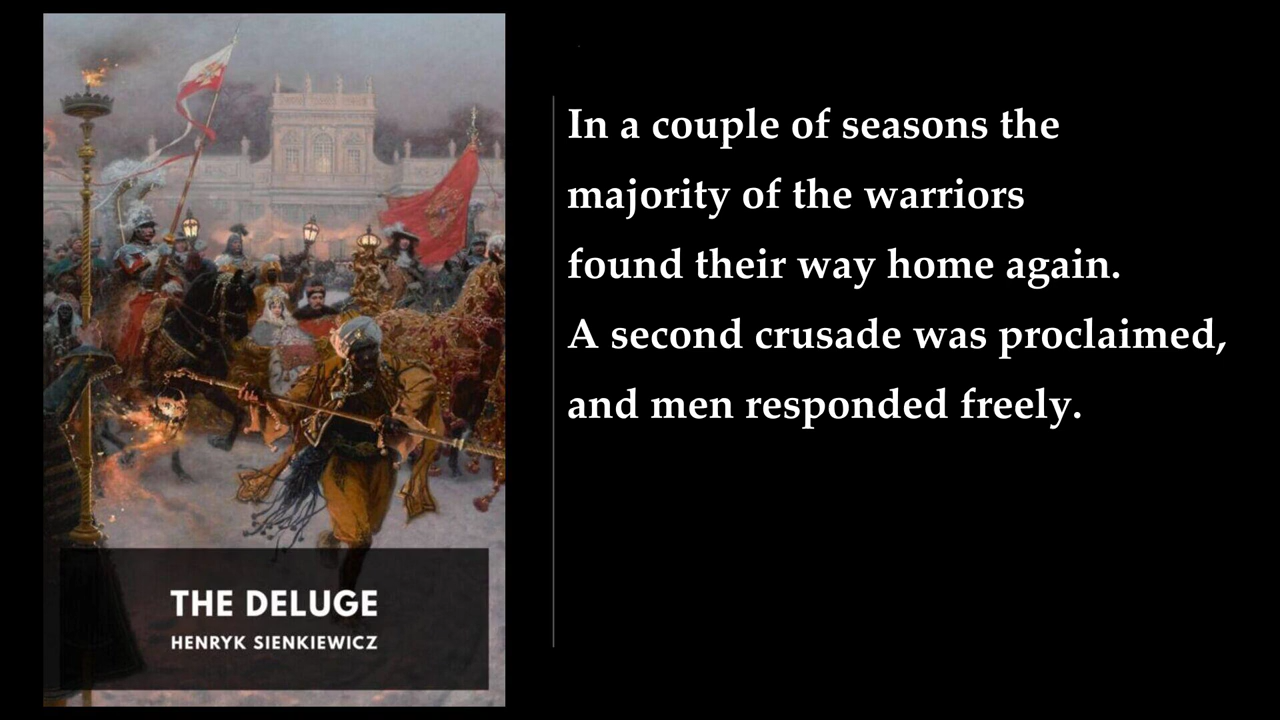 THE DELUGE
HENRYK SIENKIEWICZ
In a couple of seasons the
majority of the warriors
found their way home again.
A second crusade was proclaimed,
and men responded freely.